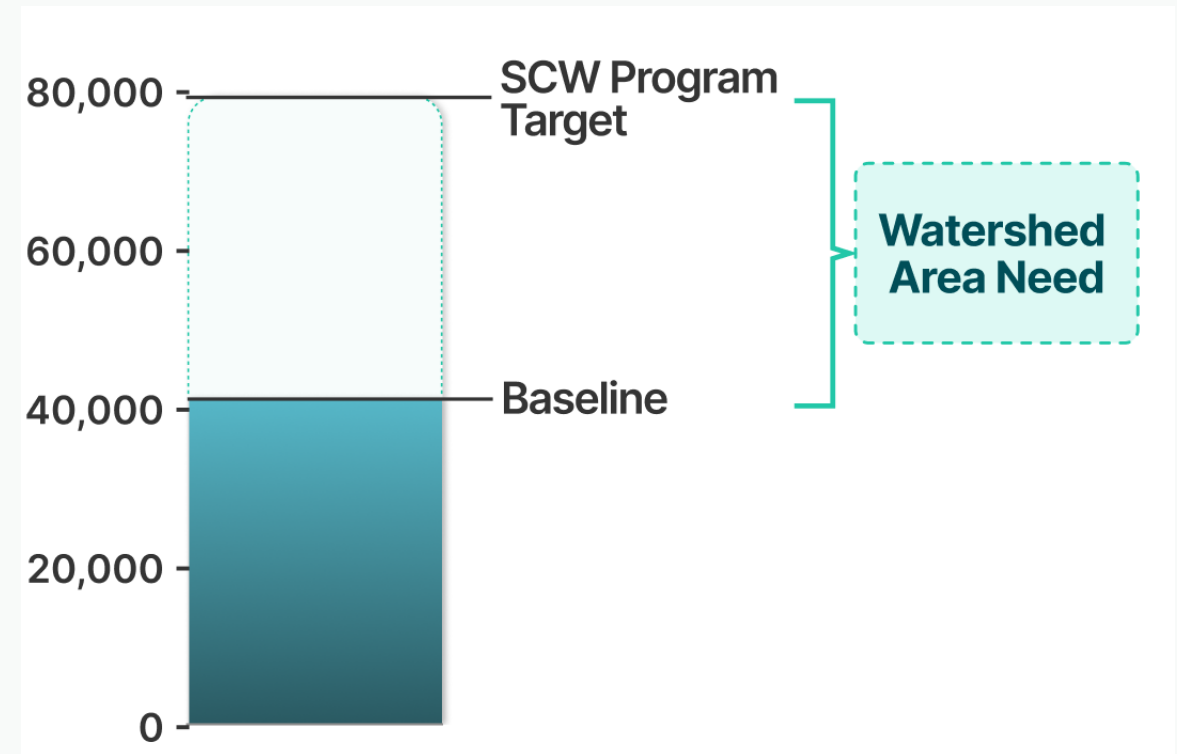 80,000
SCW Program
Target
60,000
Watershed
Area Need
40,000
Baseline
20,000
0